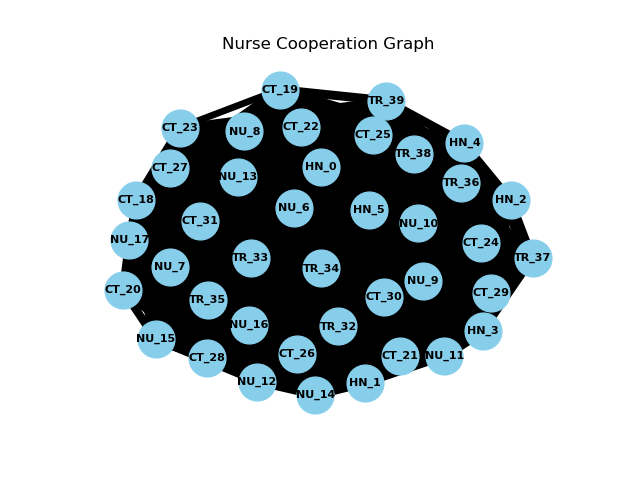 Nurse Cooperation Graph
CT_19
TR_39
CT_23
NU_8
CT_22
CT_25
HN_4
TR_38
CT_27
HN_0
NU_13
TR_36
CT_18
HN_2
NU_6
HN_5
CT_31
NU_10
NU_17
CT_24
TR_33
TR_37
NU_7
TR_34
NU_9
CT_20
CT_29
CT_30
TR_35
NU_16
TR_32
HN_3
NU_15
CT_26
CT_21
NU_11
CT_28
NU_12
HN_1
NU_14